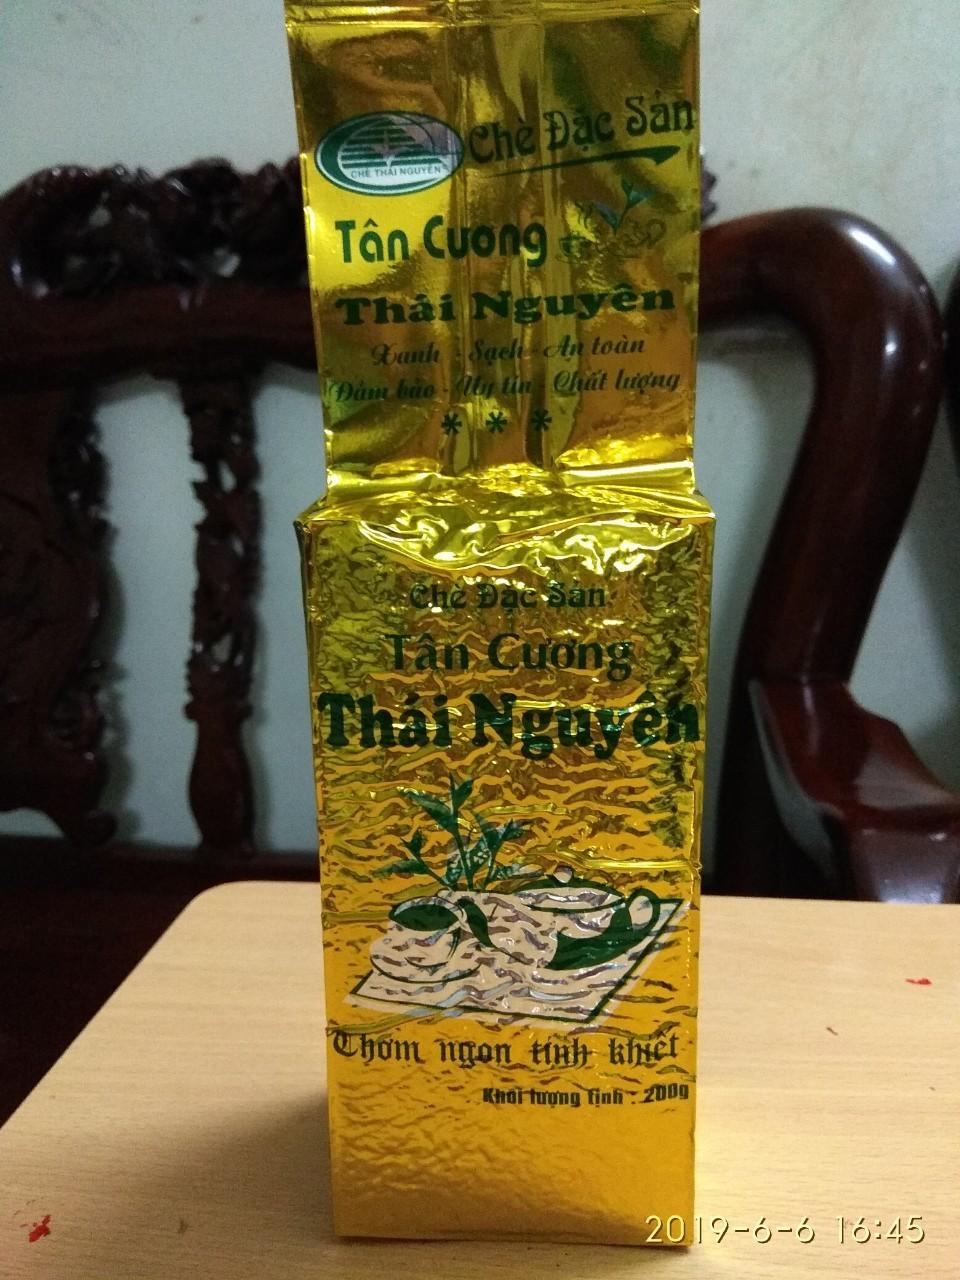 Chè Đặc Sản
CHÈ THÁI NGUYÊN
Tân Cuong
Thái Nguyên
Xanh - Sạch - An toàn
Đảm bảo - Uy tín - Chất lượng
* * *
Chè Đặc Sản
Tân Cương
Thái Nguyên
Thơm ngon tinh khiết
Khối lượng tịnh : 200g
2019-6-6 16:45